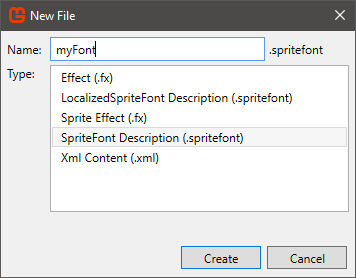 New File
Name: myFont .spritefont
Type:
Effect (.fx)
LocalizedSpriteFont Description (.spritefont)
Sprite Effect (.fx)
SpriteFont Description (.spritefont)
Xml Content (.xml)
Create Cancel